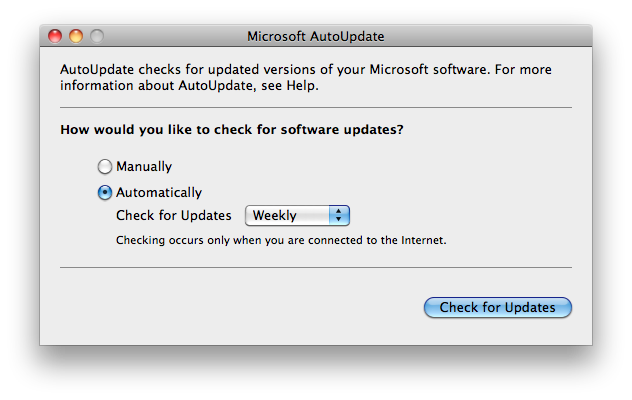 Microsoft AutoUpdate
AutoUpdate checks for updated versions of your Microsoft software. For more
information about AutoUpdate, see Help.
How would you like to check for software updates?
Manually
Automatically
Check for Updates Weekly
Checking occurs only when you are connected to the Internet.
Check for Updates